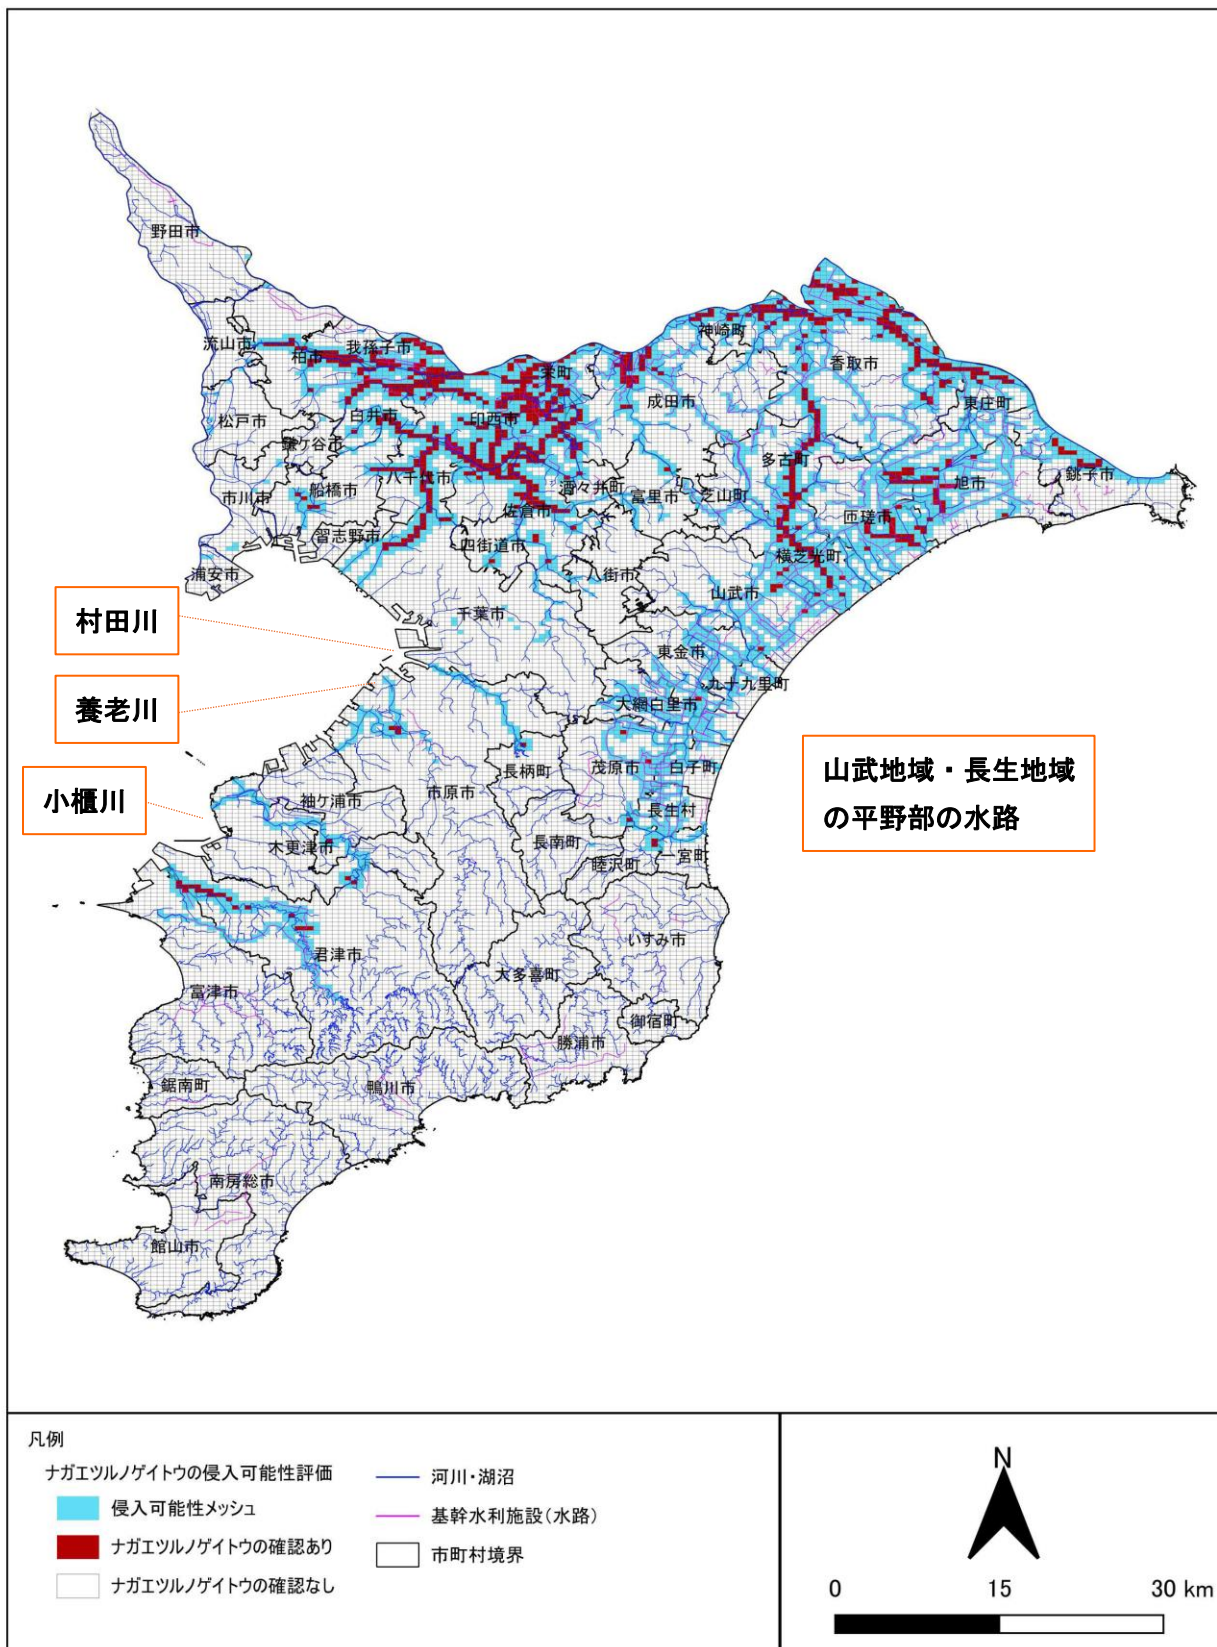 野田市
流山市
柏市
我孫子市
松戸市
鎌ケ谷市
白井市
印西市
栄町
成田市
神崎町
香取市
東庄町
銚子市
旭市
匝瑳市
多古町
芝山町
横芝光町
富里市
酒々井町
佐倉市
八千代市
船橋市
市川市
習志野市
浦安市
四街道市
八街市
山武市
千葉市
東金市
九十九里町
大網白里市
村田川
養老川
小櫃川
山武地域・長生地域
の平野部の水路
茂原市
白子町
長柄町
市原市
袖ケ浦市
長生村
木更津市
長南町
睦沢町
一宮町
いすみ市
君津市
大多喜町
富津市
御宿町
勝浦市
鋸南町
鴨川市
南房総市
館山市
凡例
ナガエツルノゲイトウの侵入可能性評価
侵入可能性メッシュ
ナガエツルノゲイトウの確認あり
ナガエツルノゲイトウの確認なし
河川・湖沼
基幹水利施設(水路)
市町村境界
N
0 15 30 km